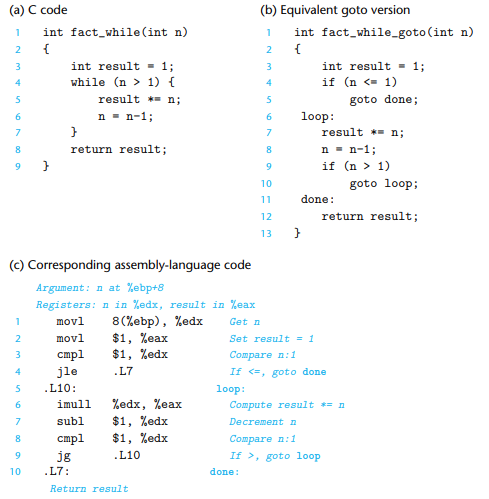 (a) C code
1 int fact_while(int n)
2 {
3 int result = 1;
4 while (n > 1) {
5 result *= n;
6 n = n-1;
7 }
8 return result;
9 }
(b) Equivalent goto version
1 int fact_while_goto(int n)
2 {
3 int result = 1;
4 if (n <= 1)
5 goto done;
6 loop:
7 result *= n;
8 n = n-1;
9 if (n > 1)
10 goto loop;
11 done:
12 return result;
13 }
(c) Corresponding assembly-language code
Argument: n at %ebp+8
Registers: n in %edx, result in %eax
1 movl 8(%ebp), %edx Get n
2 movl $1, %eax Set result = 1
3 cmpl $1, %edx Compare n:1
4 jle .L7 If <=, goto done
5 .L10: loop:
6 imull %edx, %eax Compute result *= n
7 subl $1, %edx Decrement n
8 cmpl $1, %edx Compare n:1
9 jg .L10 If >, goto loop
10 .L7: done:
Return result